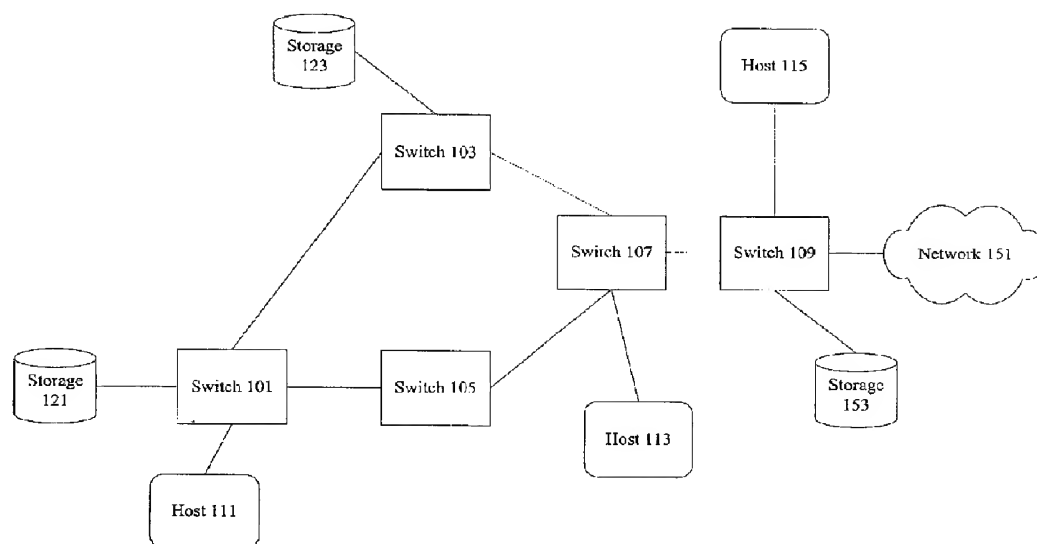 Storage
123
Host 115
Switch 103
Switch 107
Switch 109
Network 151
Storage
121
Switch 101
Switch 105
Storage
153
Host 113
Host 111